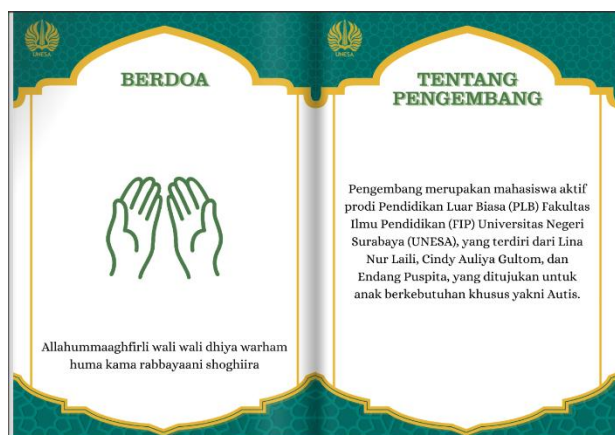 UNESA
BERDOA
Allahummaaghfirli wali wali dhiya warham
huma kama rabbayaani shoghiira
UNESA
TENTANG
PENGEMBANG
Pengembang merupakan mahasiswa aktif
prodi Pendidikan Luar Biasa (PLB) Fakultas
Ilmu Pendidikan (FIP) Universitas Negeri
Surabaya (UNESA), yang terdiri dari Lina
Nur Laili, Cindy Auliya Gultom, dan
Endang Puspita, yang ditujukan untuk
anak berkebutuhan khusus yakni Autis.